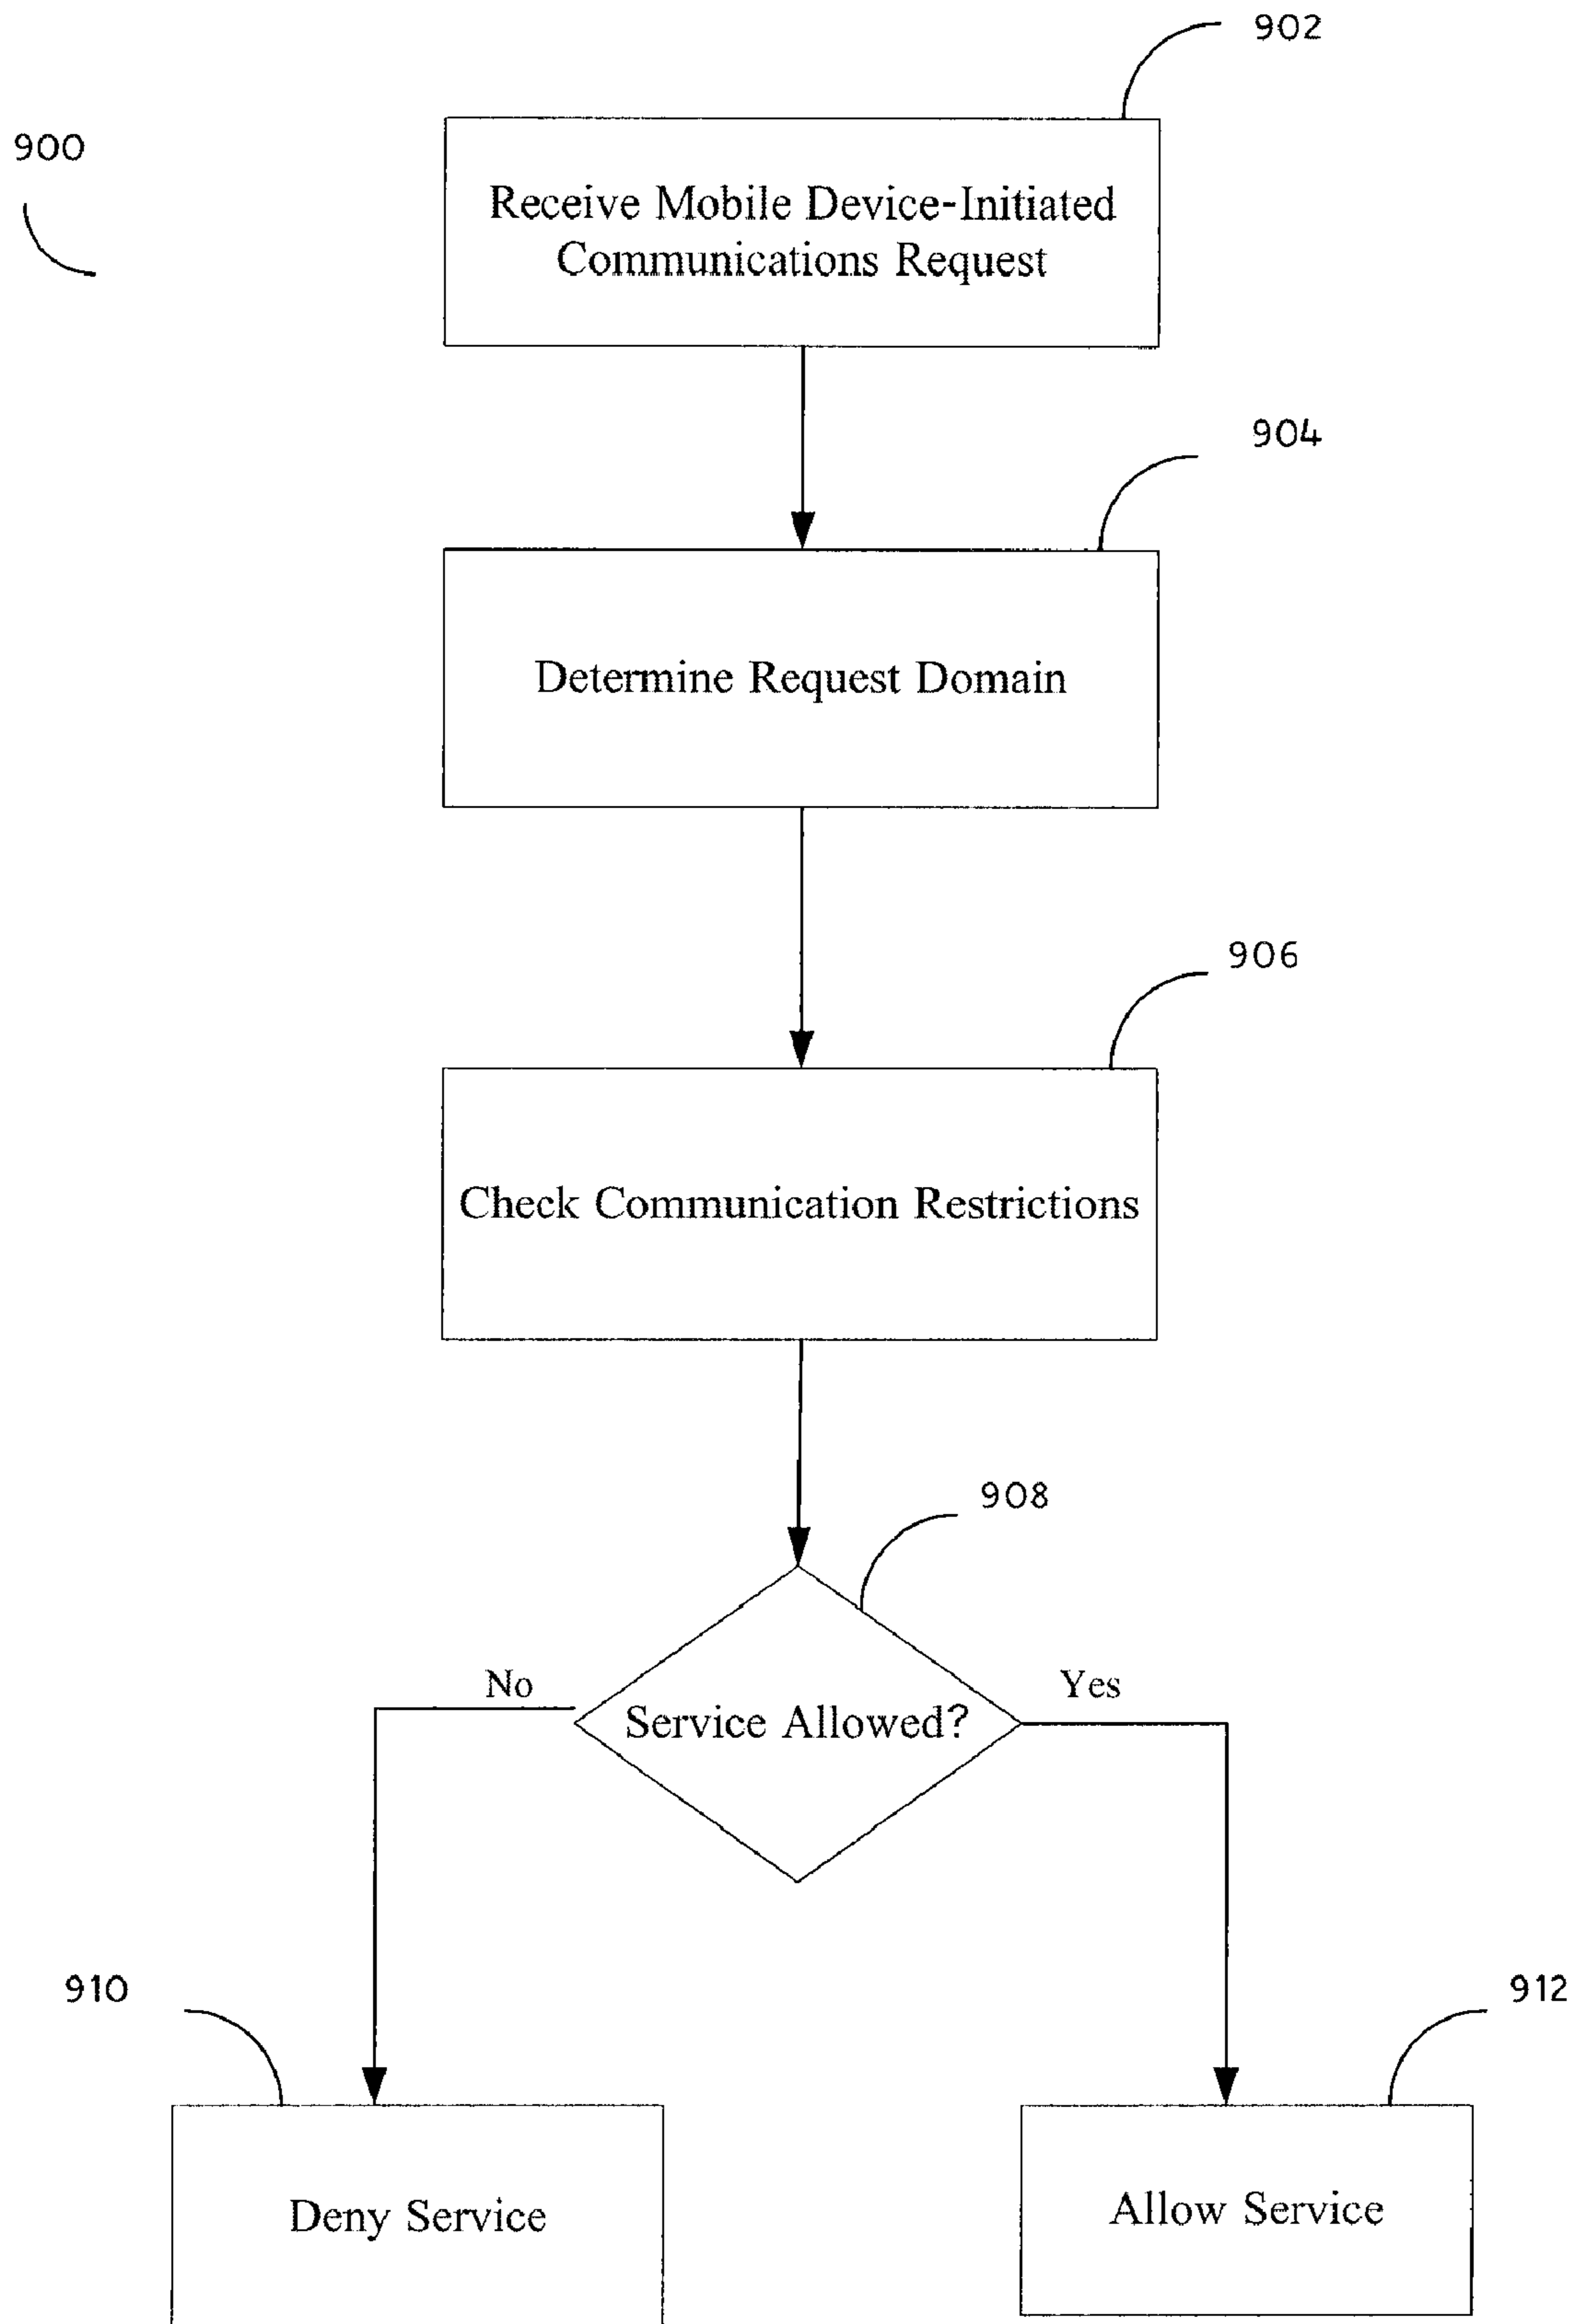 902
900
Receive Mobile Device-Initiated
Communications Request
904
Determine Request Domain
906
Check Communication Restrictions
908
No
Yes
Service Allowed?
910
912
Deny Service
Allow Service